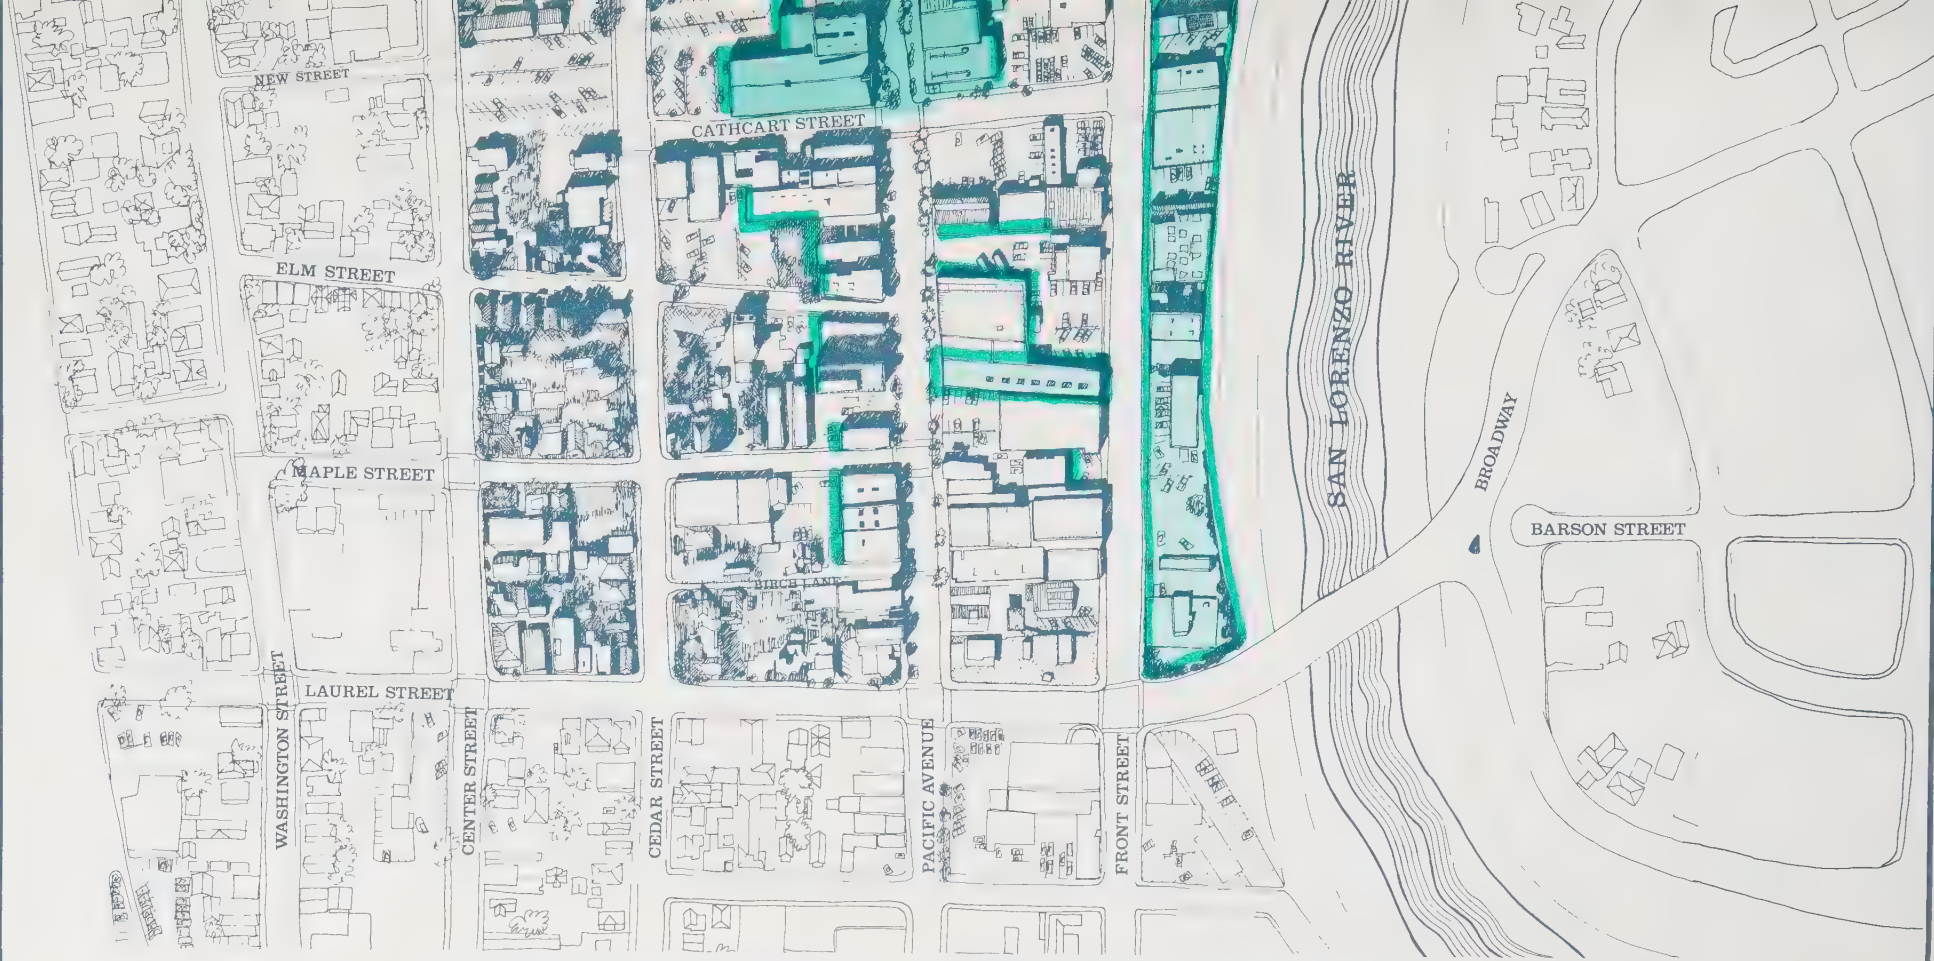 NEW STREET
CATHCART STREET
ELM STREET
SAN LORENZO RIVER
MAPLE STREET
BROADWAY
BARSON STREET
BIRCH LANE
LAUREL STREET
WASHINGTON STREET
CENTER STREET
CEDAR STREET
PACIFIC AVENUE
FRONT STREET